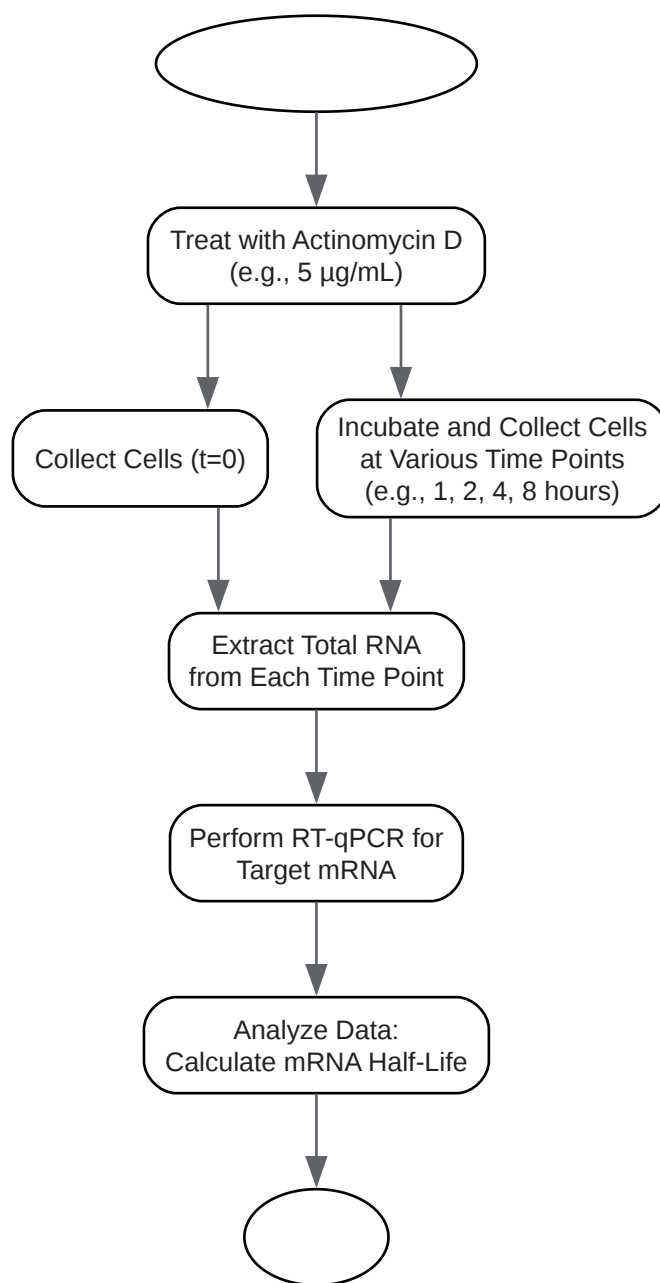 Treat with Actinomycin D
(e.g., 5 µg/mL)
Collect Cells (t=0)
Incubate and Collect Cells
at Various Time Points
(e.g., 1, 2, 4, 8 hours)
Extract Total RNA
from Each Time Point
Perform RT-qPCR for
Target mRNA
Analyze Data:
Calculate mRNA Half-Life